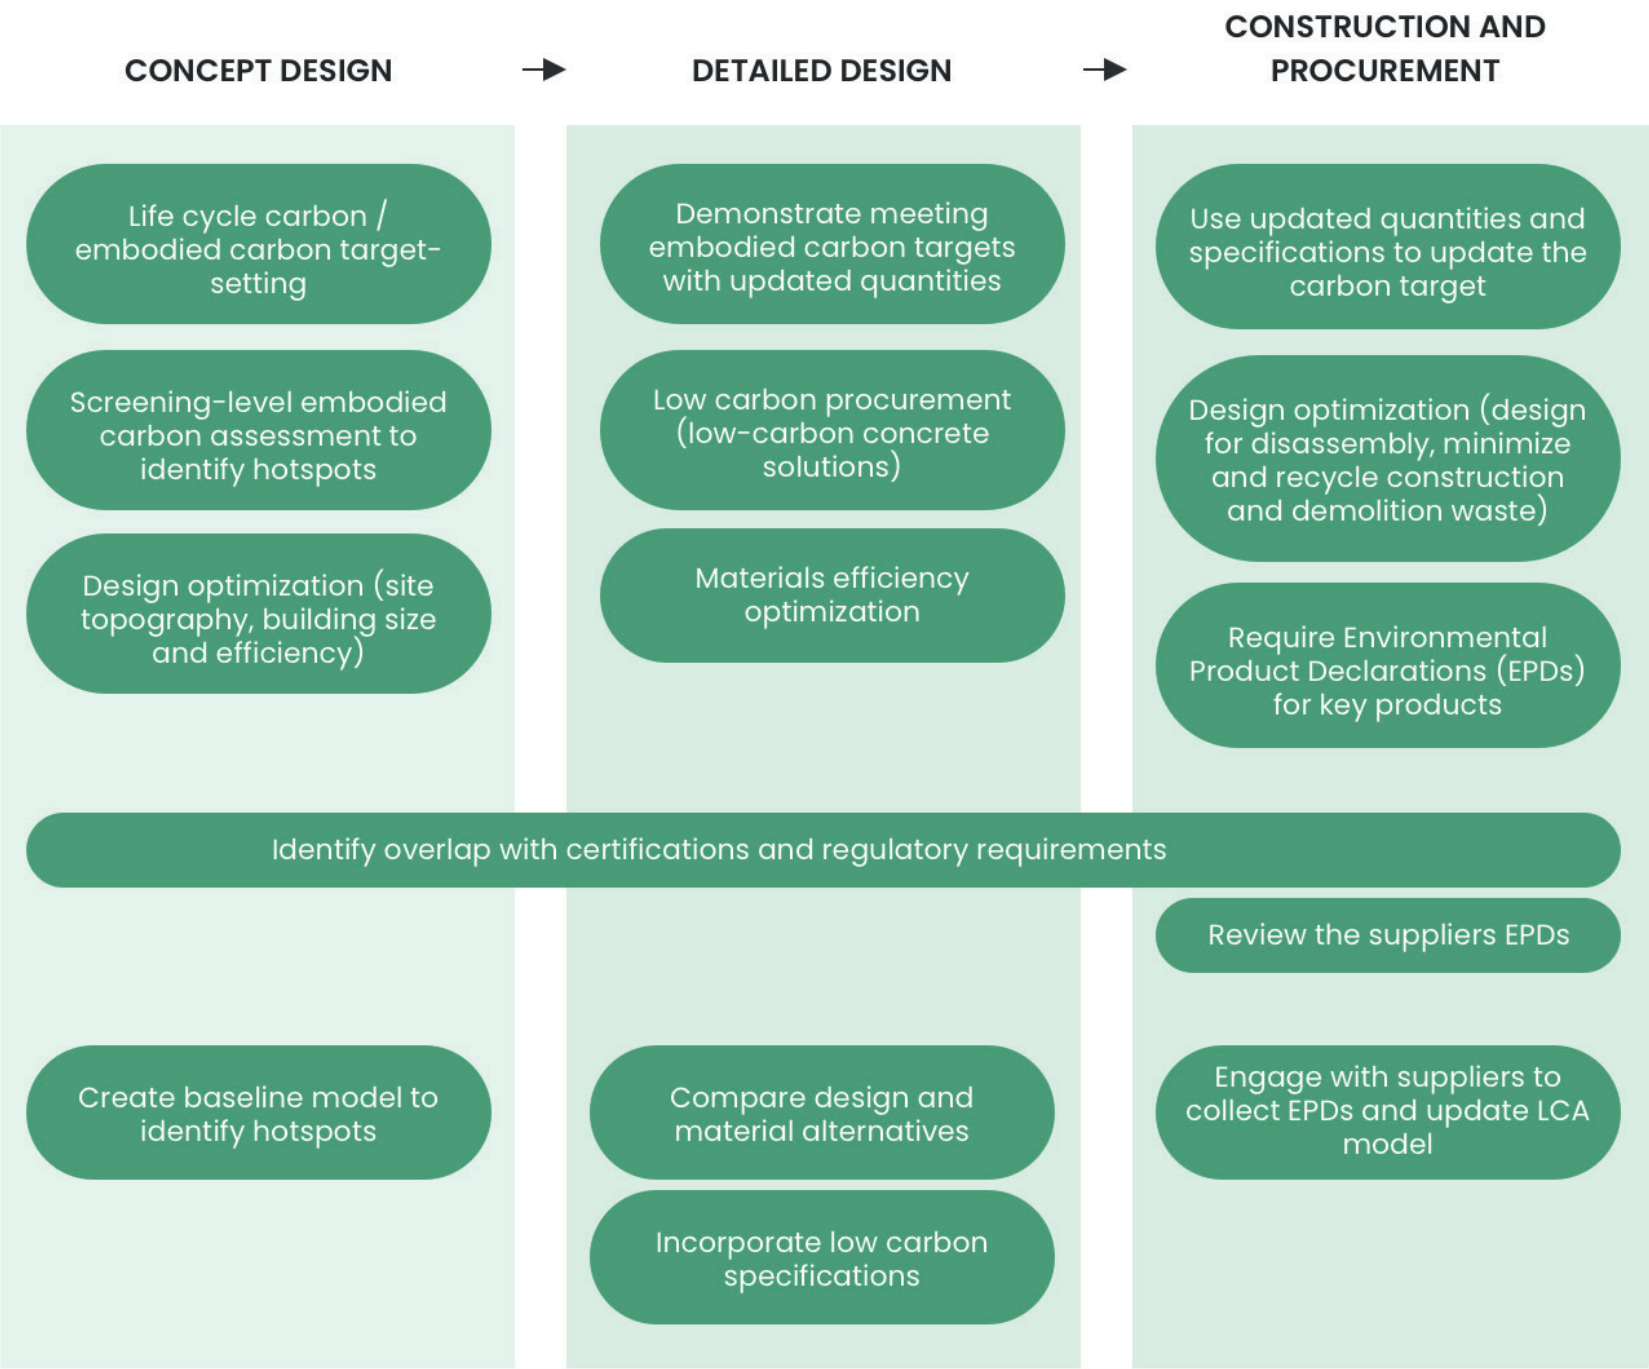 CONCEPT DESIGN
DETAILED DESIGN
CONSTRUCTION AND
PROCUREMENT
Life cycle carbon /
embodied carbon target-
setting
Screening-level embodied
carbon assessment to
identify hotspots
Design optimization (site
topography, building size
and efficiency)
Demonstrate meeting
embodied carbon targets
with updated quantities
Low carbon procurement
(low-carbon concrete
solutions)
Materials efficiency
optimization
Use updated quantities and
specifications to update the
carbon target
Design optimization (design
for disassembly, minimize
and recycle construction
and demolition waste)
Require Environmental
Product Declarations (EPDs)
for key products
Identify overlap with certifications and regulatory requirements
Review the suppliers EPDs
Create baseline model to
identify hotspots
Compare design and
material alternatives
Incorporate low carbon
specifications
Engage with suppliers to
collect EPDs and update LCA
model